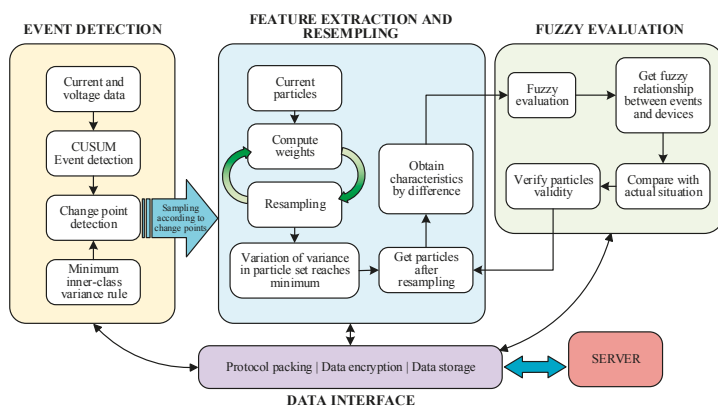 EVENT DETECTION
Current and
voltage data
CUSUM
Event detection
Change point
detection
Minimum
inner-class
variance rule
Sampling
according to
change points
FEATURE EXTRACTION AND
RESEMPLING
Current
particles
Compute
weights
Resampling
Variation of variance
in particle set reaches
minimum
Obtain
characteristics
by difference
Get particles
after
resampling
FUZZY EVALUATION
Fuzzy
evaluation
Get fuzzy
relationship
between events
and devices
Verify particles
validity
Compare with
actual situation
Protocol packing | Data encryption | Data storage
DATA INTERFACE
SERVER